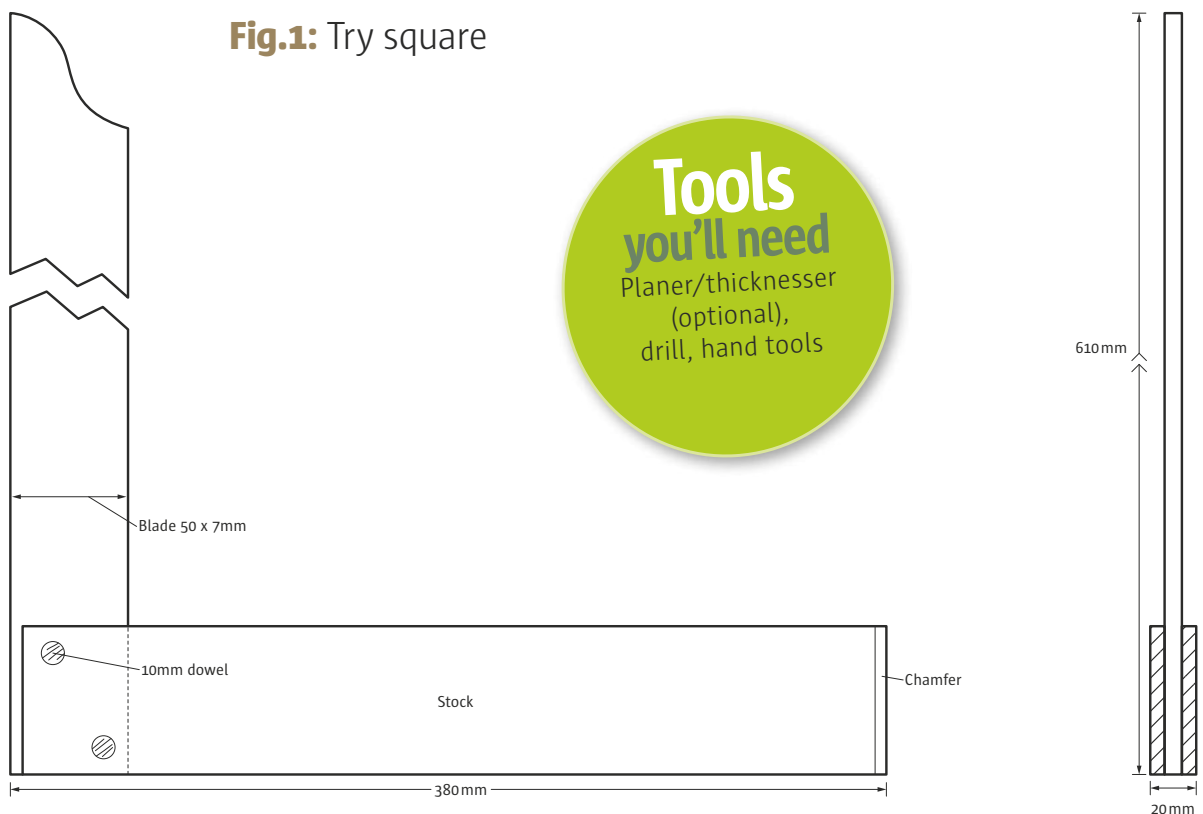 Fig.1: Try square
Tools
you'll need
Planer/thicknesser
(optional),
drill, hand tools
610mm
Blade 50 x 7mm
10mm dowel
Stock
Chamfer
380mm
20mm